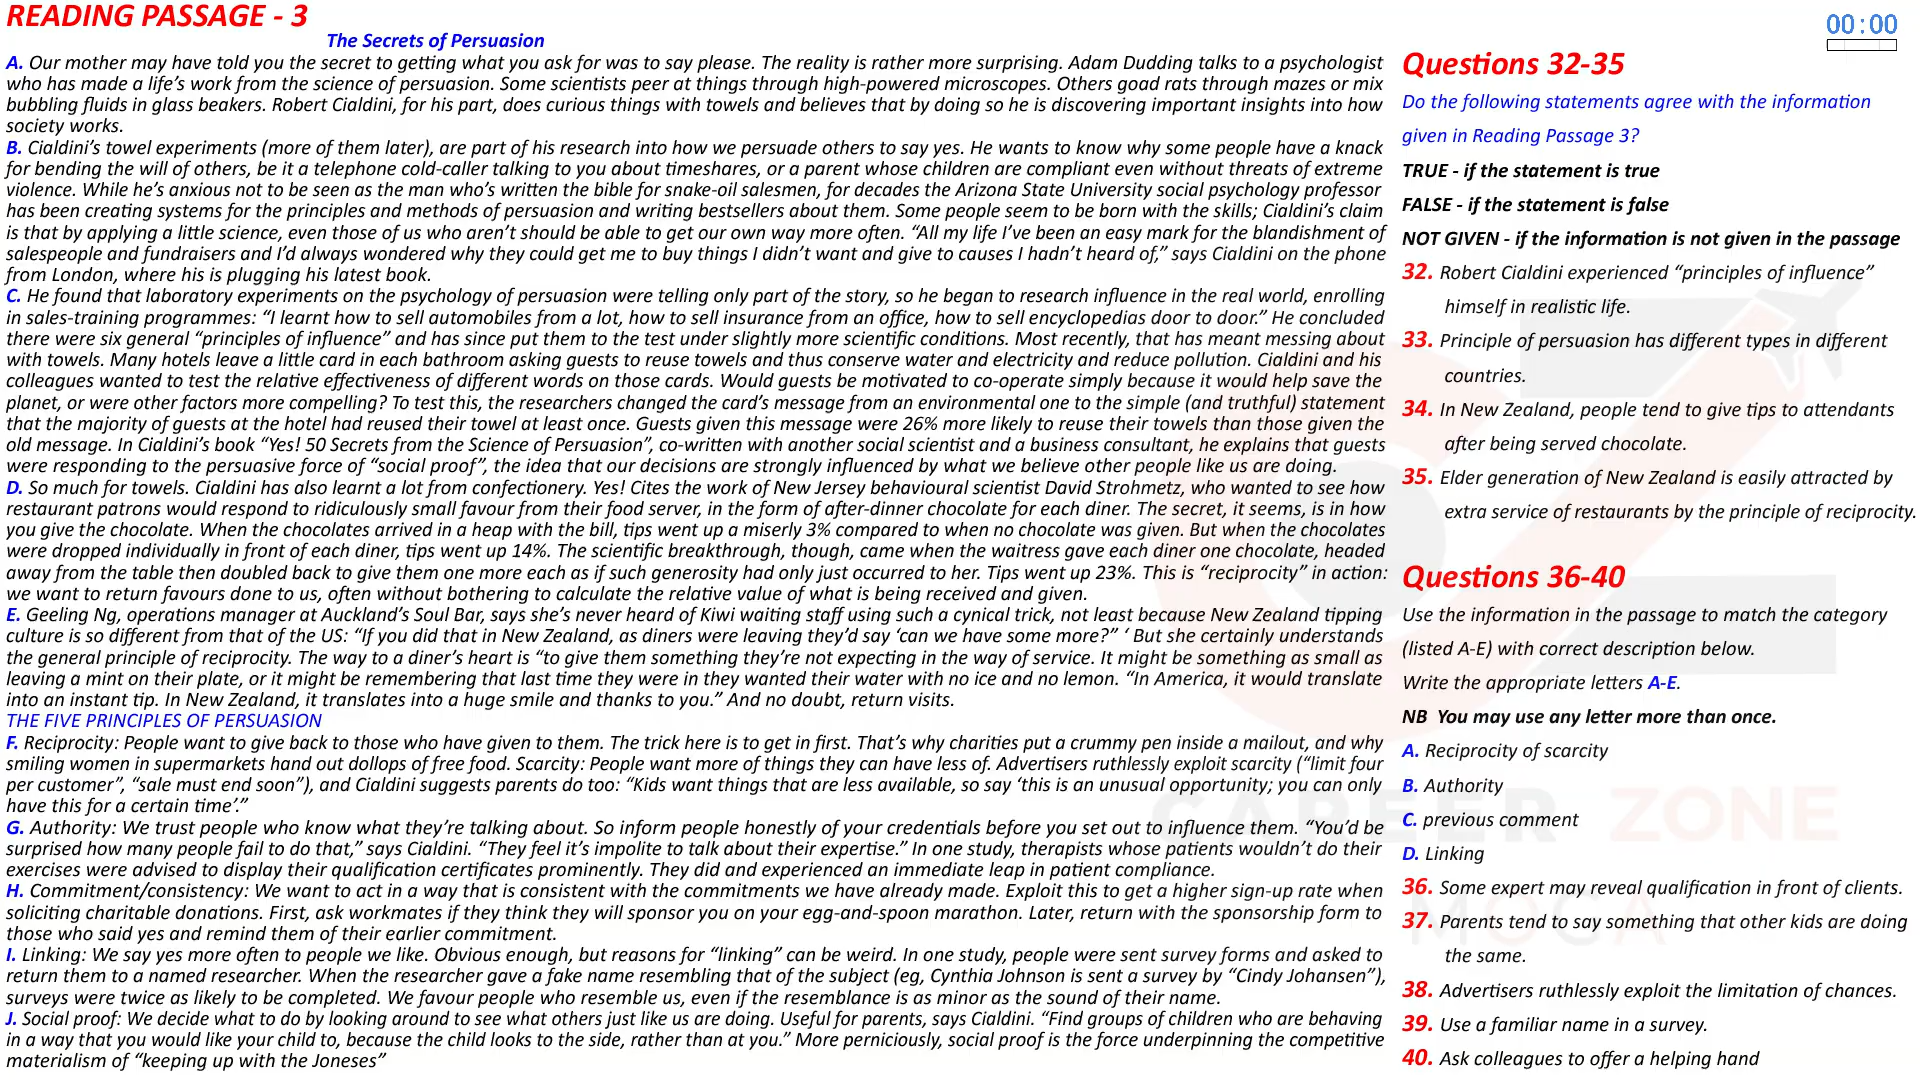 READING PASSAGE - 3
The Secrets of Persuasion
A. Our mother may have told you the secret to getting what you ask for was to say please. The reality is rather more surprising. Adam Dudding talks to a psychologist
who has made a life's work from the science of persuasion. Some scientists peer at things through high-powered microscopes. Others goad rats through mazes or mix
bubbling fluids in glass beakers. Robert Cialdini, for his part, does curious things with towels and believes that by doing so he is discovering important insights into how
society works.
B. Cialdini's towel experiments (more of them later), are part of his research into how we persuade others to say yes. He wants to know why some people have a knack
for bending the will of others, be it a telephone cold-caller talking to you about timeshares, or a parent whose children are compliant even without threats of extreme
violence. While he's anxious not to be seen as the man who's written the bible for snake-oil salesmen, for decades the Arizona State University social psychology professor
has been creating systems for the principles and methods of persuasion and writing bestsellers about them. Some people seem to be born with the skills; Cialdini's claim
is that by applying a little science, even those of us who aren't should be able to get our own way more often. "All my life I've been an easy mark for the blandishment of
salespeople and fundraisers and I'd always wondered why they could get me to buy things I didn't want and give to causes I hadn't heard of," says Cialdini on the phone
from London, where his is plugging his latest book.
C. He found that laboratory experiments on the psychology of persuasion were telling only part of the story, so he began to research influence in the real world, enrolling
in sales-training programmes: "I learnt how to sell automobiles from a lot, how to sell insurance from an office, how to sell encyclopedias door to door." He concluded
there were six general "principles of influence" and has since put them to the test under slightly more scientific conditions. Most recently, that has meant messing about
with towels. Many hotels leave a little card in each bathroom asking guests to reuse towels and thus conserve water and electricity and reduce pollution. Cialdini and his
colleagues wanted to test the relative effectiveness of different words on those cards. Would guests be motivated to co-operate simply because it would help save the
planet, or were other factors more compelling? To test this, the researchers changed the card's message from an environmental one to the simple (and truthful) statement
that the majority of guests at the hotel had reused their towel at least once. Guests given this message were 26% more likely to reuse their towels than those given the
old message. In Cialdini's book "Yes! 50 Secrets from the Science of Persuasion", co-written with another social scientist and a business consultant, he explains that guests
were responding to the persuasive force of "social proof", the idea that our decisions are strongly influenced by what we believe other people like us are doing.
D. So much for towels. Cialdini has also learnt a lot from confectionery. Yes! Cites the work of New Jersey behavioural scientist David Strohmetz, who wanted to see how
restaurant patrons would respond to ridiculously small favour from their food server, in the form of after-dinner chocolate for each diner. The secret, it seems, is in how
you give the chocolate. When the chocolates arrived in a heap with the bill, tips went up a miserly 3% compared to when no chocolate was given. But when the chocolates
were dropped individually in front of each diner, tips went up 14%. The scientific breakthrough, though, came when the waitress gave each diner one chocolate, headed
away from the table then doubled back to give them one more each as if such generosity had only just occurred to her. Tips went up 23%. This is "reciprocity" in action:
we want to return favours done to us, often without bothering to calculate the relative value of what is being received and given.
E. Geeling Ng, operations manager at Auckland's Soul Bar, says she's never heard of Kiwi waiting staff using such a cynical trick, not least because New Zealand tipping
culture is so different from that of the US: "If you did that in New Zealand, as diners were leaving they'd say 'can we have some more?" ' But she certainly understands
the general principle of reciprocity. The way to a diner's heart is "to give them something they're not expecting in the way of service. It might be something as small as
leaving a mint on their plate, or it might be remembering that last time they were in they wanted their water with no ice and no lemon. "In America, it would translate
into an instant tip. In New Zealand, it translates into a huge smile and thanks to you." And no doubt, return visits.
THE FIVE PRINCIPLES OF PERSUASION
F. Reciprocity: People want to give back to those who have given to them. The trick here is to get in first. That's why charities put a crummy pen inside a mailout, and why
smiling women in supermarkets hand out dollops of free food. Scarcity: People want more of things they can have less of. Advertisers ruthlessly exploit scarcity ("limit four
per customer", "sale must end soon"), and Cialdini suggests parents do too: "Kids want things that are less available, so say 'this is an unusual opportunity; you can only
have this for a certain time'."
G. Authority: We trust people who know what they're talking about. So inform people honestly of your credentials before you set out to influence them. "You'd be
surprised how many people fail to do that," says Cialdini. "They feel it's impolite to talk about their expertise." In one study, therapists whose patients wouldn't do their
exercises were advised to display their qualification certificates prominently. They did and experienced an immediate leap in patient compliance.
H. Commitment/consistency: We want to act in a way that is consistent with the commitments we have already made. Exploit this to get a higher sign-up rate when
soliciting charitable donations. First, ask workmates if they think they will sponsor you on your egg-and-spoon marathon. Later, return with the sponsorship form to
those who said yes and remind them of their earlier commitment.
I. Linking: We say yes more often to people we like. Obvious enough, but reasons for "linking" can be weird. In one study, people were sent survey forms and asked to
return them to a named researcher. When the researcher gave a fake name resembling that of the subject (eg, Cynthia Johnson is sent a survey by "Cindy Johansen"),
surveys were twice as likely to be completed. We favour people who resemble us, even if the resemblance is as minor as the sound of their name.
J. Social proof: We decide what to do by looking around to see what others just like us are doing. Useful for parents, says Cialdini. "Find groups of children who are behaving
in a way that you would like your child to, because the child looks to the side, rather than at you." More perniciously, social proof is the force underpinning the competitive
materialism of "keeping up with the Joneses"
00:00
Questions 32-35
Do the following statements agree with the information
given in Reading Passage 3?
TRUE - if the statement is true
FALSE - if the statement is false
NOT GIVEN - if the information is not given in the passage
32. Robert Cialdini experienced "principles of influence"
himself in realistic life.
33. Principle of persuasion has different types in different
countries.
34. In New Zealand, people tend to give tips to attendants
after being served chocolate.
35. Elder generation of New Zealand is easily attracted by
extra service of restaurants by the principle of reciprocity.
Questions 36-40
Use the information in the passage to match the category
(listed A-E) with correct description below.
Write the appropriate letters A-E.
NB You may use any letter more than once.
A. Reciprocity of scarcity
B. Authority
C. previous comment
D. Linking
36. Some expert may reveal qualification in front of clients.
37. Parents tend to say something that other kids are doing
the same.
38. Advertisers ruthlessly exploit the limitation of chances.
39. Use a familiar name in a survey.
40. Ask colleagues to offer a helping hand
CAREER ZONE
MOGA